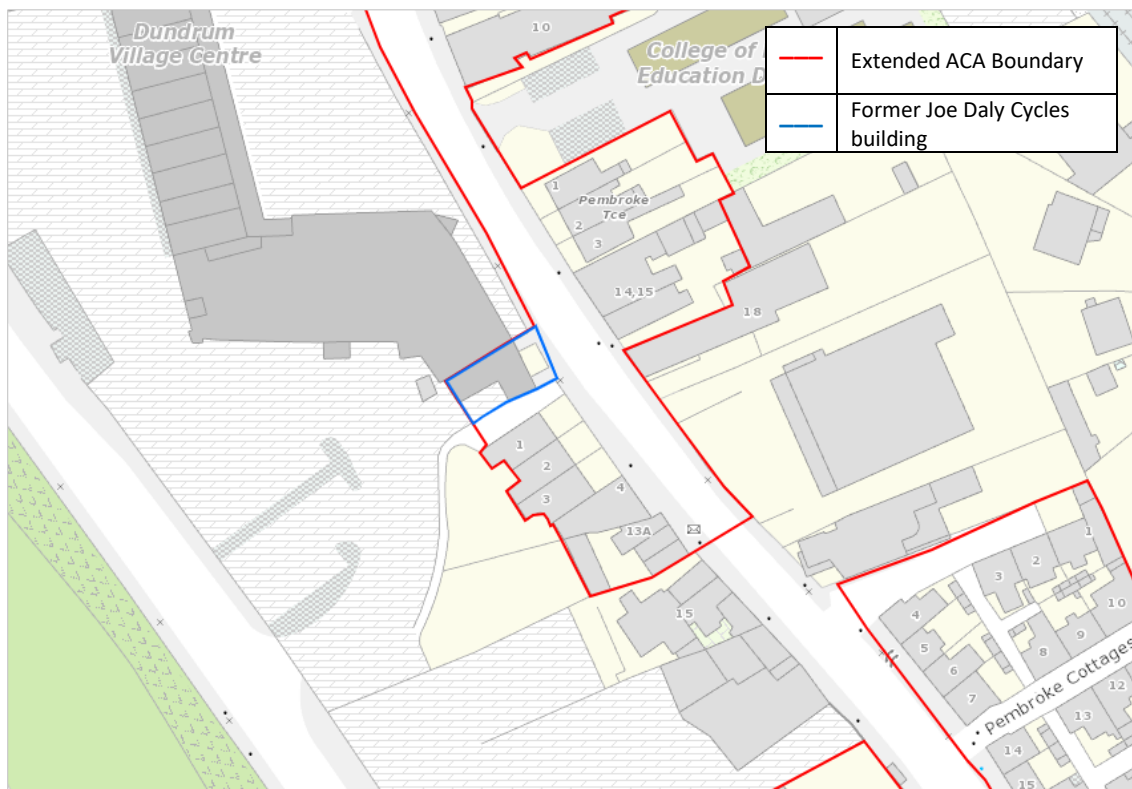 Dundrum
Village Centre
10
College of
Education D
Extended ACA Boundary
Former Joe Daly Cycles
building
1
Pembroke
Tce
2
3
14,15
18
1
2
3
4
13A
15
1
2
3
4
5
6
7
8
9
10
12
13
14
15
Pembroke Cottages